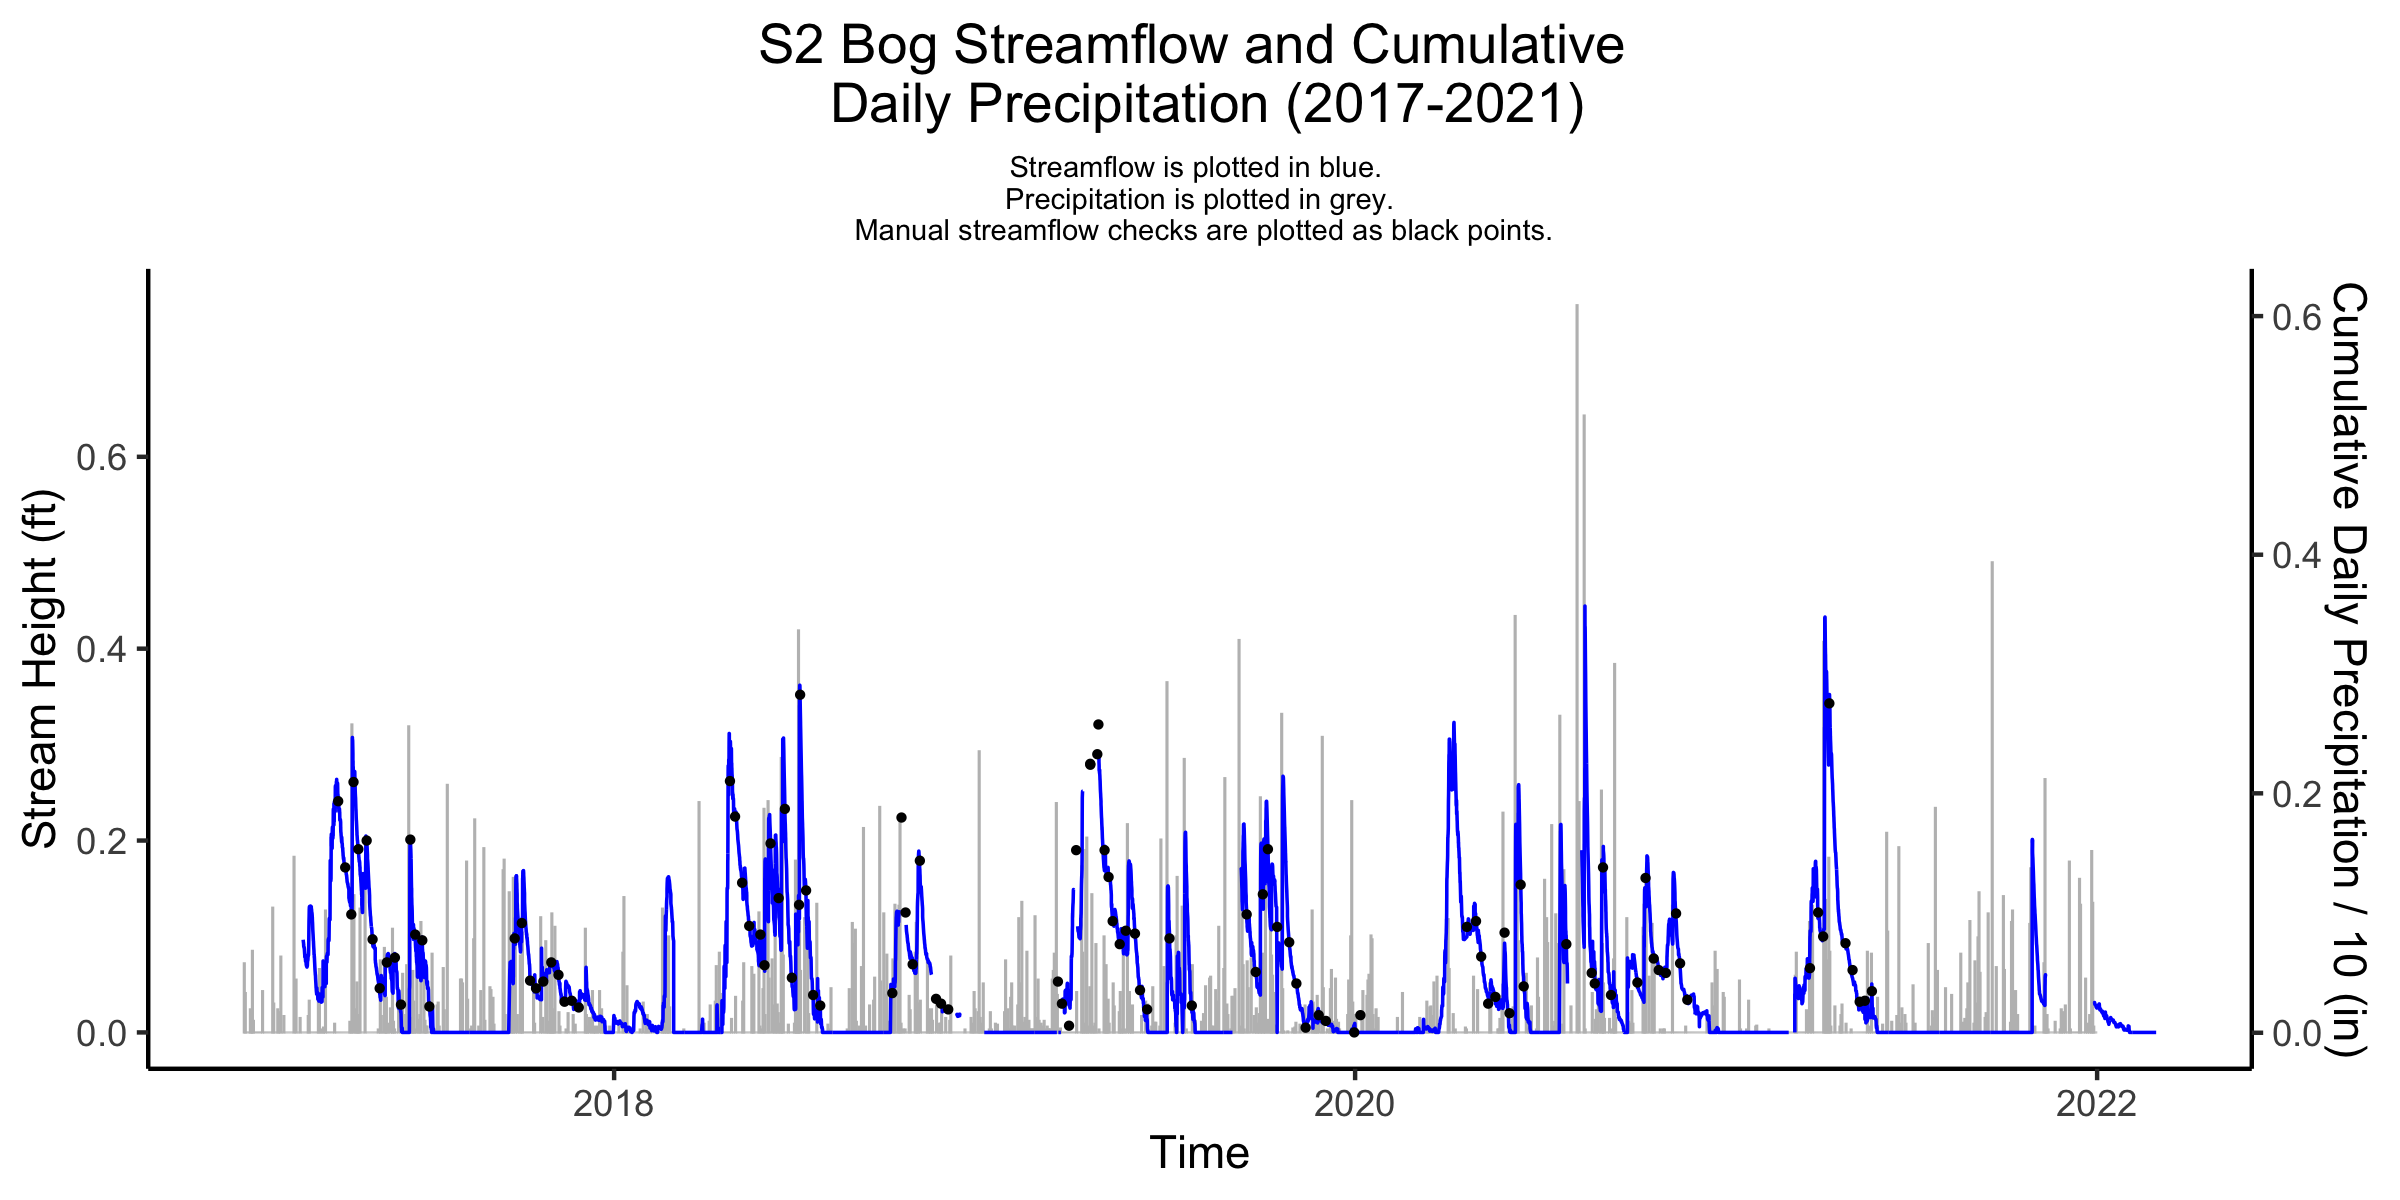 S2 Bog Streamflow and Cumulative
Daily Precipitation (2017-2021)
Streamflow is plotted in blue.
Precipitation is plotted in grey.
Manual streamflow checks are plotted as black points.
Stream Height (ft)
0.6
0.4
0.2
0.0
0.6
0.4
0.2
0.0
Cumulative Daily Precipitation / 10 (in)
2018
2020
2022
Time